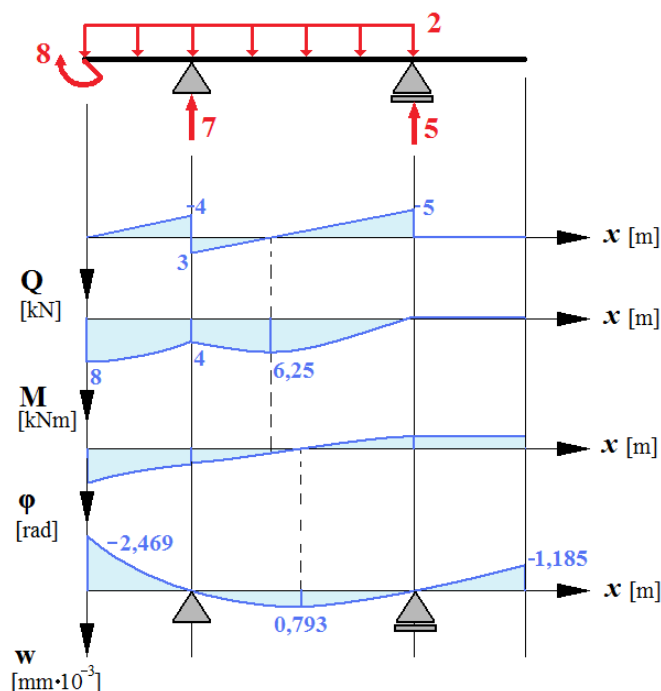 2
8
7
5
-4
-5
x [m]
3
Q
[kN]
x [m]
8
4
6,25
M
[kNm]
x [m]
φ
[rad]
-2,469
-1,185
x [m]
0,793
w
[mm·10⁻³]